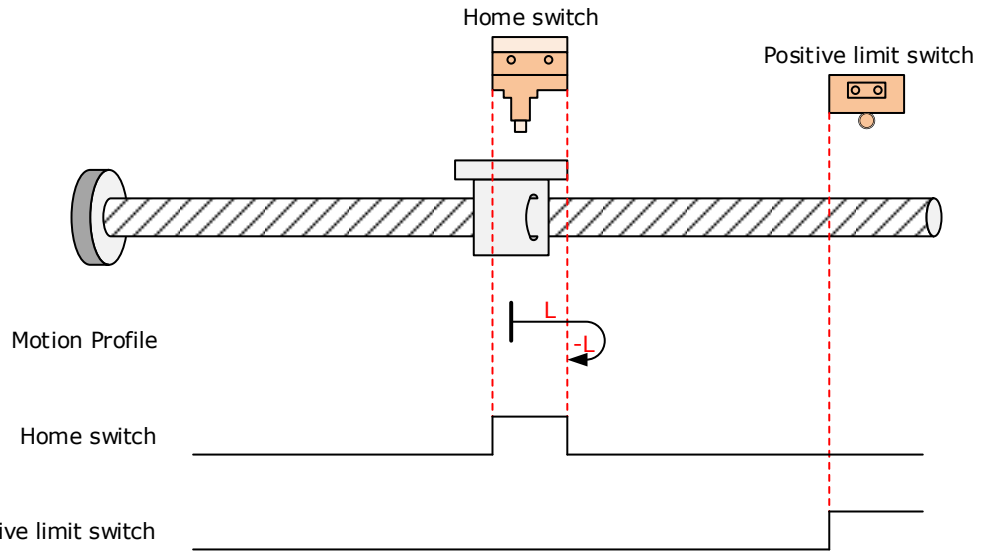 Home switch
Positive limit switch
L
Motion Profile
-L
Home switch
ive limit switch